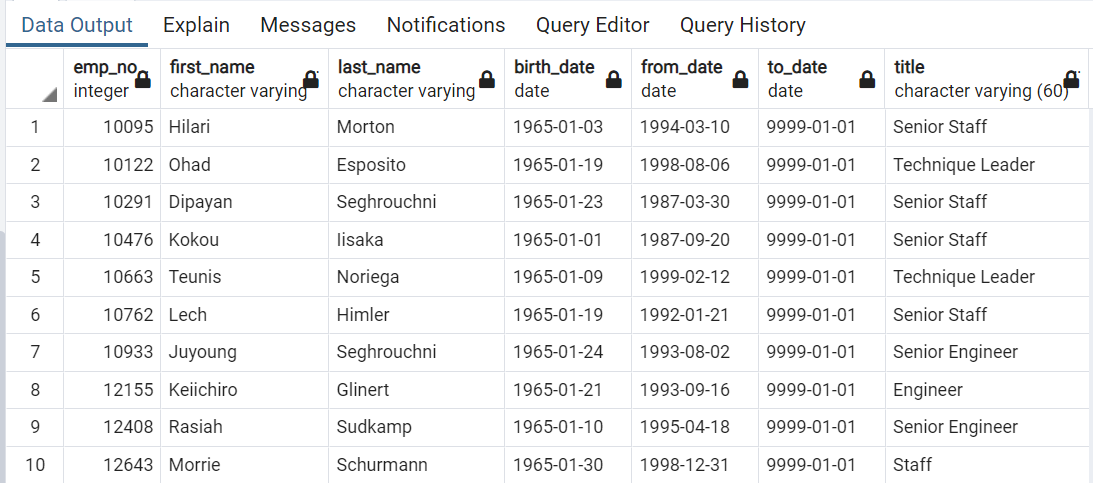 Data Output Explain Messages Notifications Query Editor Query History
emp_no first_name last_name birth_date from_date to_date title
integer character varying character varying date date date character varying (60)
1 10095 Hilari Morton 1965-01-03 1994-03-10 9999-01-01 Senior Staff
2 10122 Ohad Esposito 1965-01-19 1998-08-06 9999-01-01 Technique Leader
3 10291 Dipayan Seghrouchni 1965-01-23 1987-03-30 9999-01-01 Senior Staff
4 10476 Kokou Iisaka 1965-01-01 1987-09-20 9999-01-01 Senior Staff
5 10663 Teunis Noriega 1965-01-09 1999-02-12 9999-01-01 Technique Leader
6 10762 Lech Himler 1965-01-19 1992-01-21 9999-01-01 Senior Staff
7 10933 Juyoung Seghrouchni 1965-01-24 1993-08-02 9999-01-01 Senior Engineer
8 12155 Keiichiro Glinert 1965-01-21 1993-09-16 9999-01-01 Engineer
9 12408 Rasiah Sudkamp 1965-01-10 1995-04-18 9999-01-01 Senior Engineer
10 12643 Morrie Schurmann 1965-01-30 1998-12-31 9999-01-01 Staff